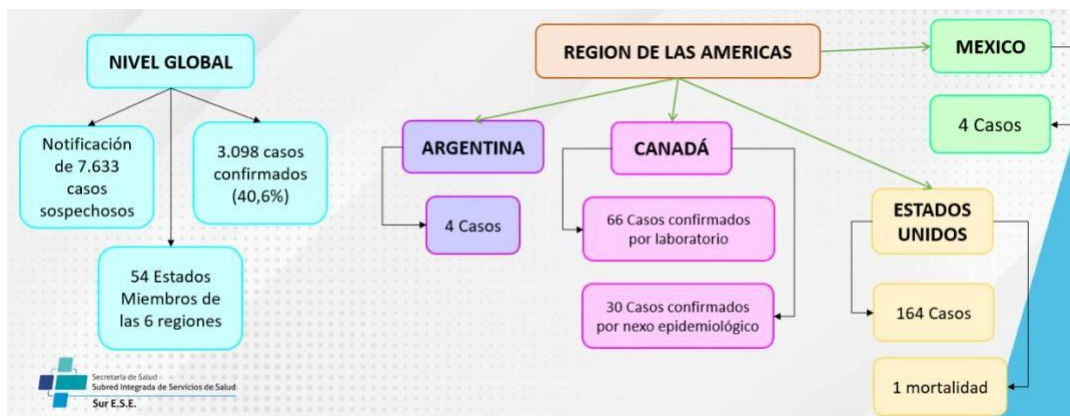 NIVEL GLOBAL
Notificación
de 7.633
casos
sospechosos
3.098 casos
confirmados
(40,6%)
54 Estados
Miembros de
las 6 regiones
REGION DE LAS AMERICAS
ARGENTINA
4 Casos
CANADÁ
66 Casos confirmados
por laboratorio
30 Casos confirmados
por nexo epidemiológico
MEXICO
4 Casos
ESTADOS
UNIDOS
164 Casos
1 mortalidad
Secretaría de Salud
Subred Integrada de Servicios de Salud
Sur E.S.E.